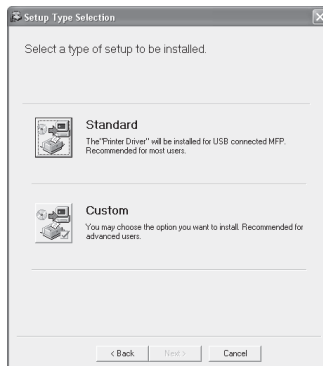 Setup Type Selection
Select a type of setup to be installed.
Standard
The"Printer Driver" will be installed for USB connected MFP.
Recommended for most users.
Custom
You may choose the option you want to install. Recommended for
advanced users.
< Back
Next >
Cancel